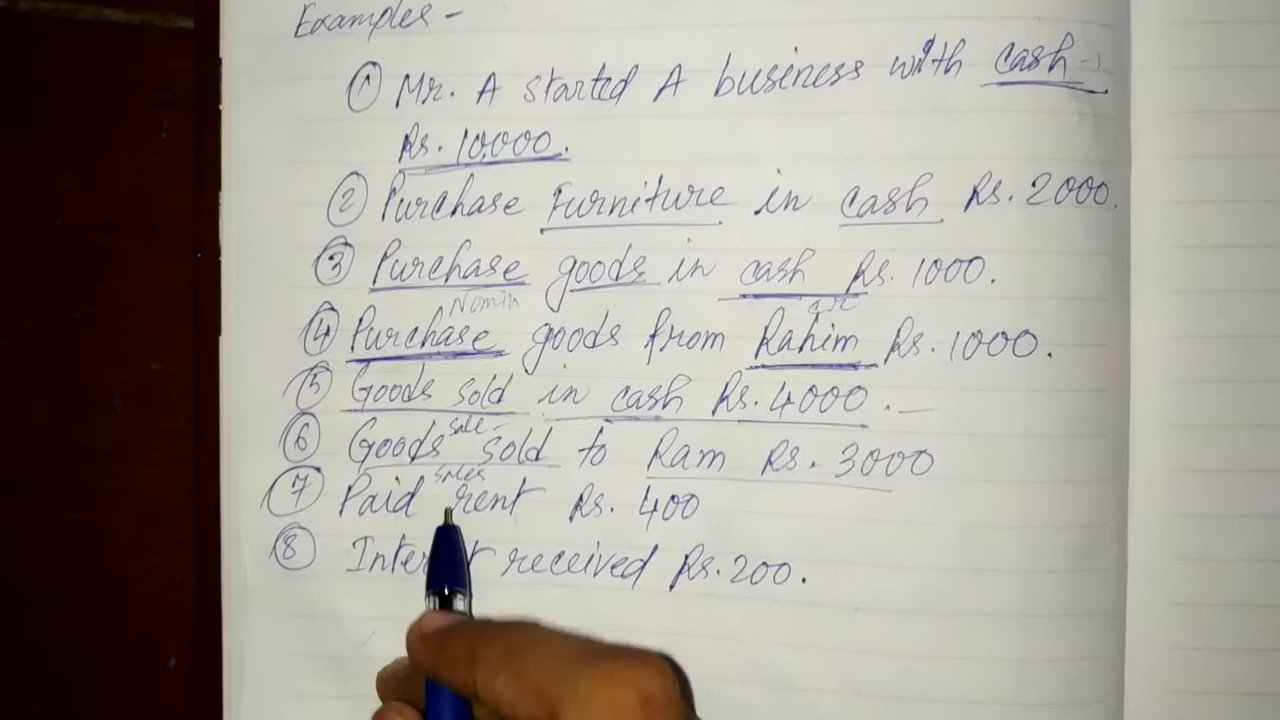 Examples -
① Mr. A started A business with cash -
Rs. 10,000.
② Purchase Furniture in cash Rs. 2000.
③ Purchase goods in cash Rs. 1000.
Nomin
④ Purchase goods from Rahim Rs. 1000.
⑤ Goods sold in cash Rs. 4000.
sale
⑥ Goods sold to Ram Rs. 3000
sales
⑦ Paid rent Rs. 400
⑧ received Rs. 200.